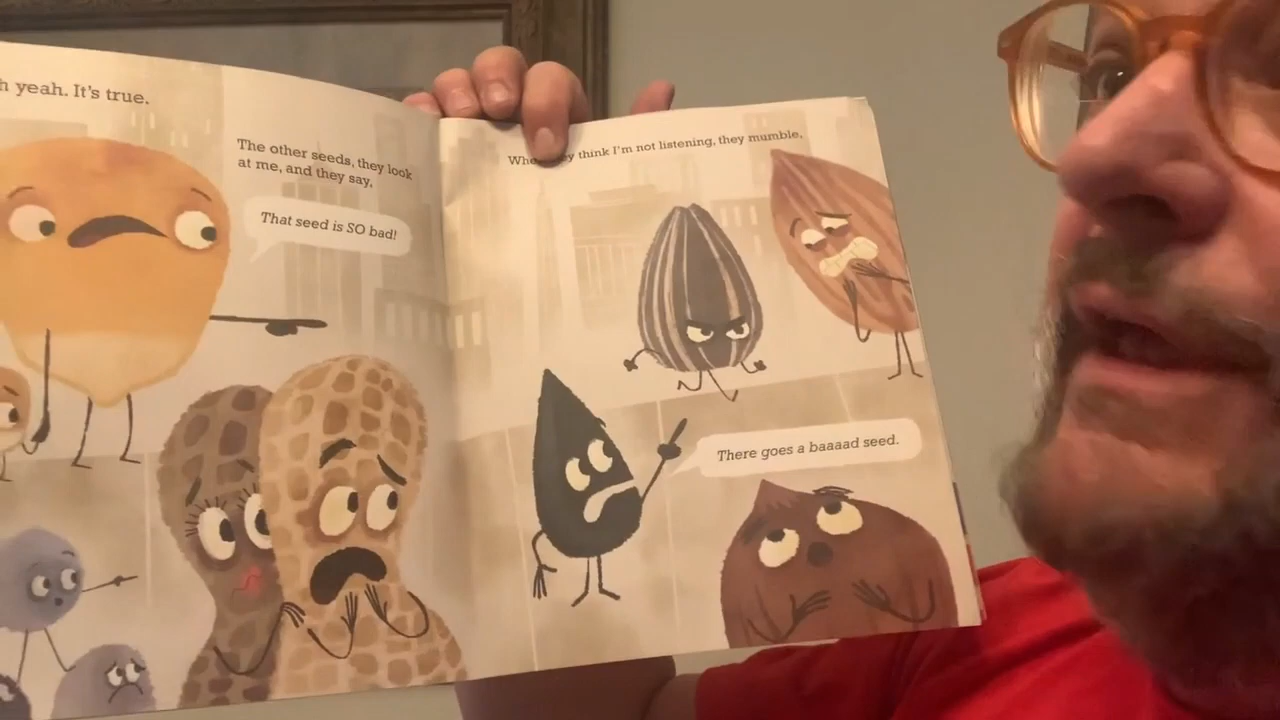 yeah. It's true.
The other seeds, they look
at me, and they say,
That seed is SO bad!
think I'm not listening, they mumble,
There goes a baaaad seed.